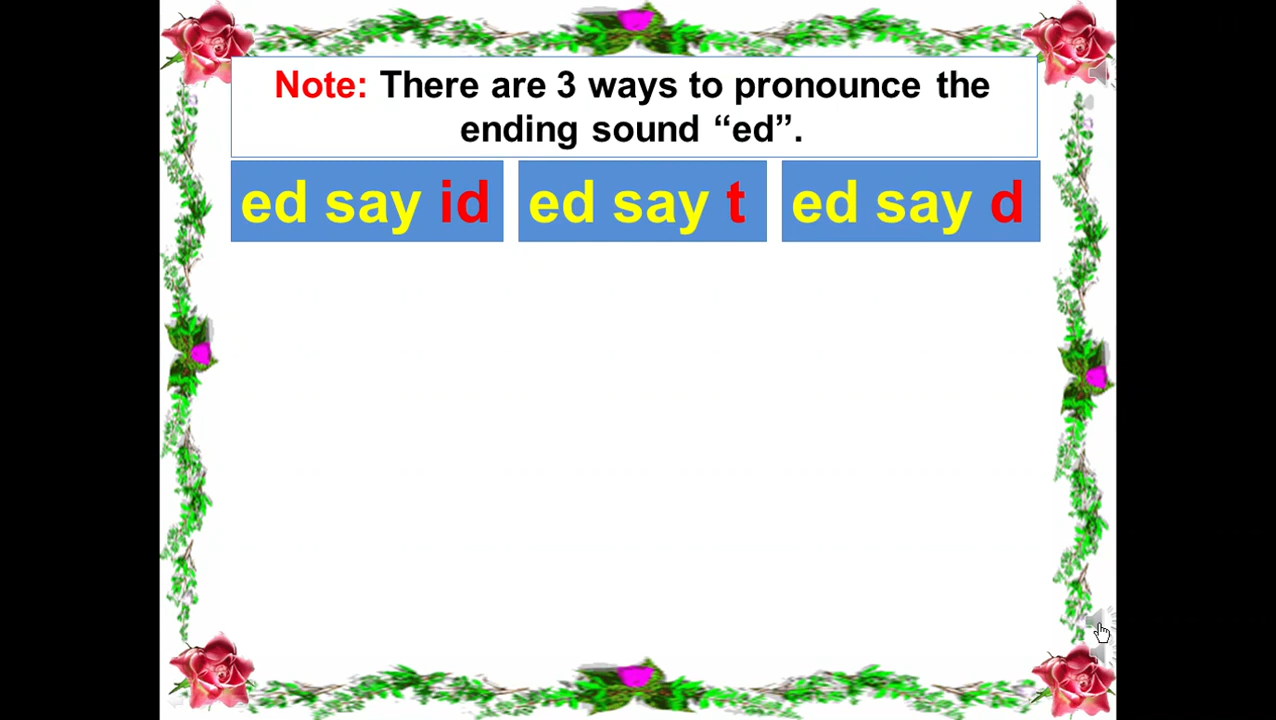 Note: There are 3 ways to pronounce the
ending sound “ed”.
ed say id
ed say t
ed say d